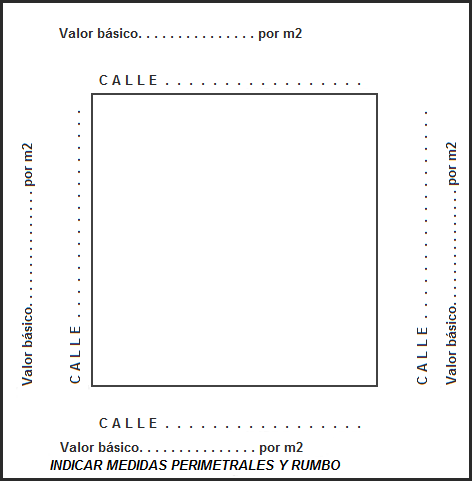 Valor básico. . . . . . . . . . . . . . . por m2
C A L L E . . . . . . . . . . . . . . . . .
Valor básico. . . . . . . . . . . . . . . por m2
C A L L E . . . . . . . . . . . . . . . . . .
C A L L E . . . . . . . . . . . . . . . . . .
Valor básico. . . . . . . . . . . . . . . por m2
C A L L E . . . . . . . . . . . . . . . . .
Valor básico. . . . . . . . . . . . . . . por m2
INDICAR MEDIDAS PERIMETRALES Y RUMBO